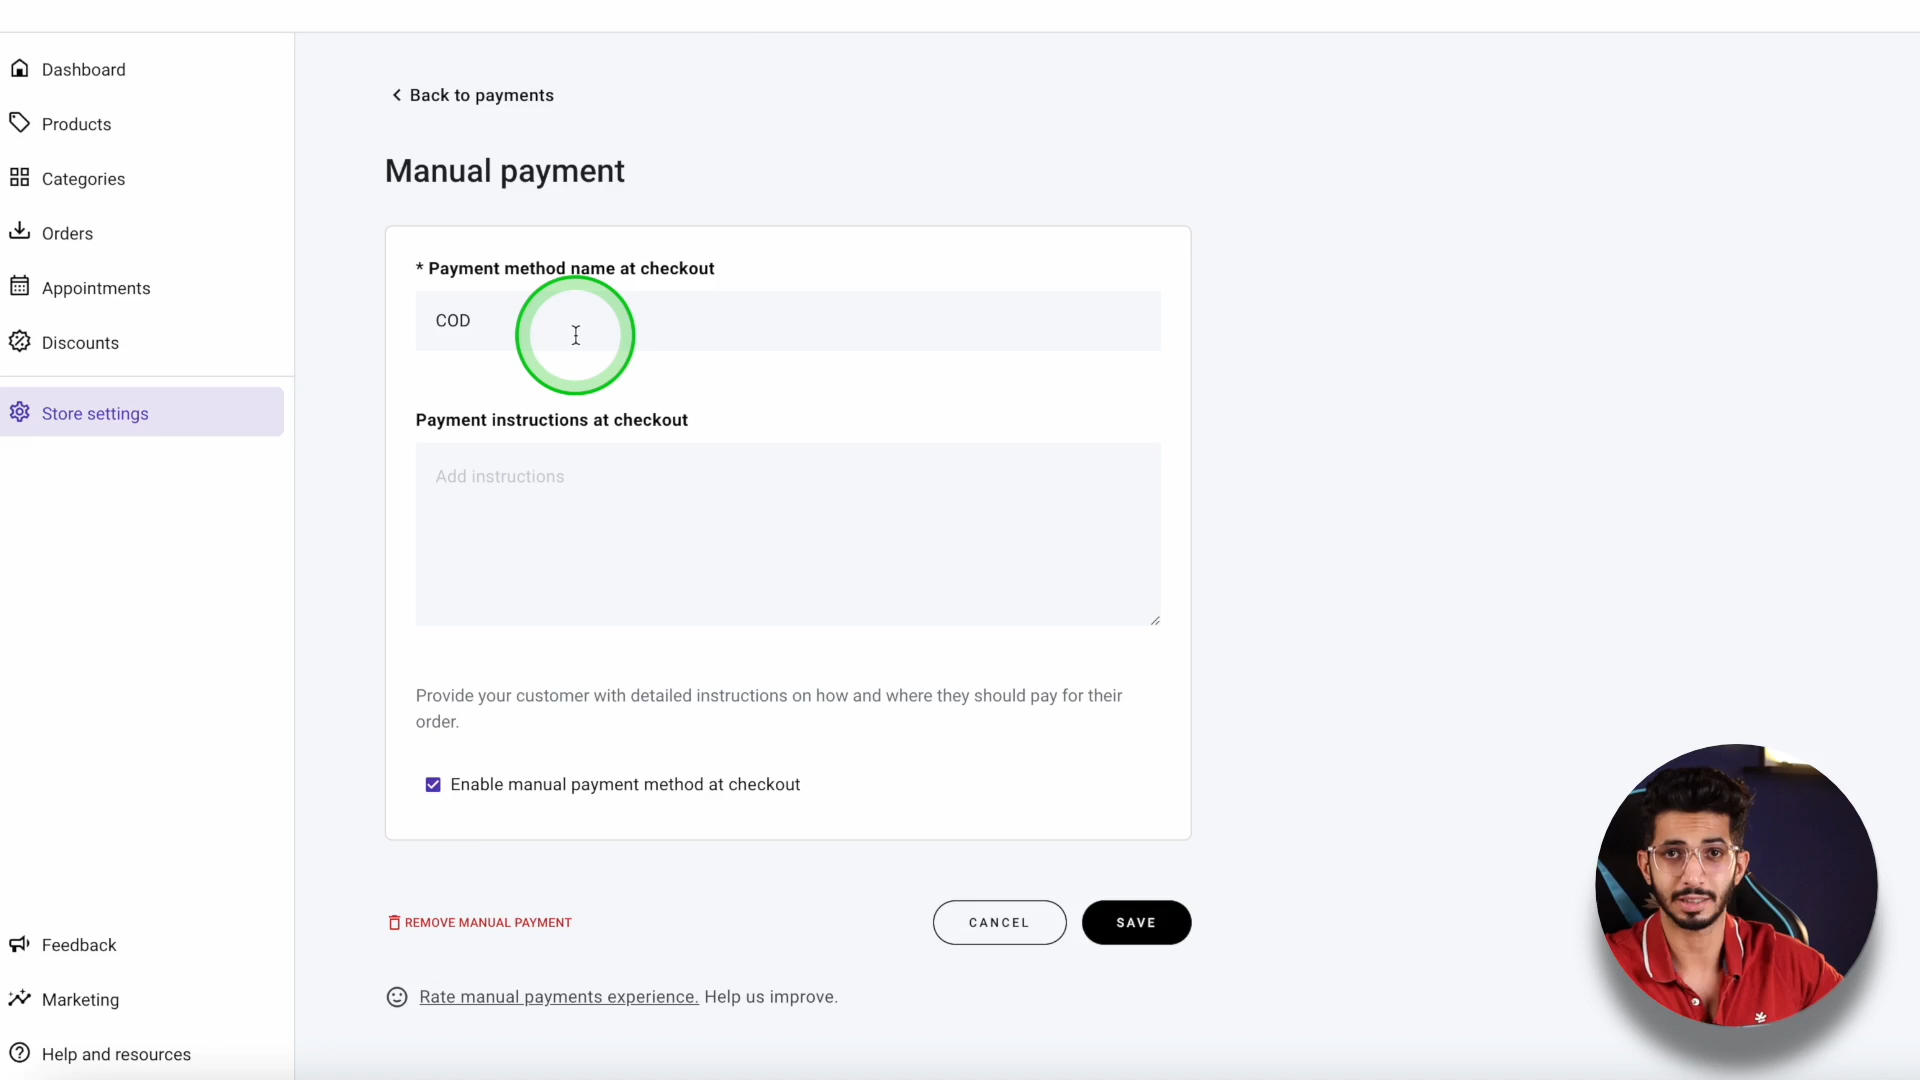 Dashboard
Products
Categories
Orders
Appointments
Discounts
Store settings
Feedback
Marketing
Help and resources
Back to payments
Manual payment
* Payment method name at checkout
COD
Payment instructions at checkout
Add instructions
Provide your customer with detailed instructions on how and where they should pay for their
order.
Enable manual payment method at checkout
REMOVE MANUAL PAYMENT
CANCEL
SAVE
Rate manual payments experience. Help us improve.